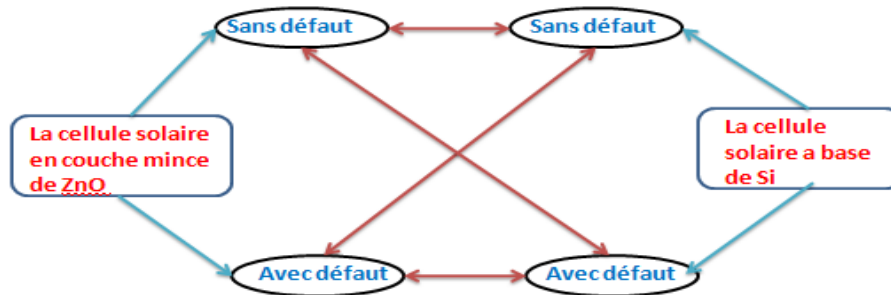 Sans défaut
Sans défaut
La cellule solaire
en couche mince
de ZnO
La cellule
solaire a base
de Si
Avec défaut
Avec défaut